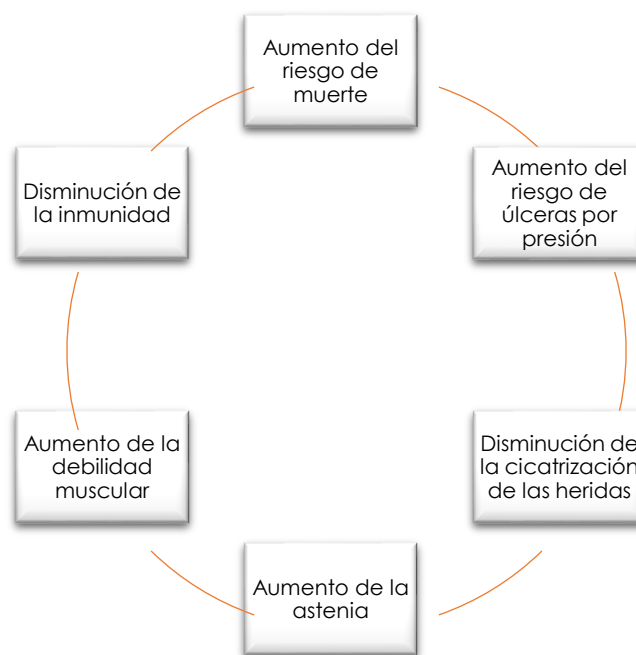 Aumento del
riesgo de
muerte
Aumento del
riesgo de
úlceras por
presión
Disminución de
la cicatrización
de las heridas
Aumento de la
astenia
Aumento de la
debilidad
muscular
Disminución de
la inmunidad